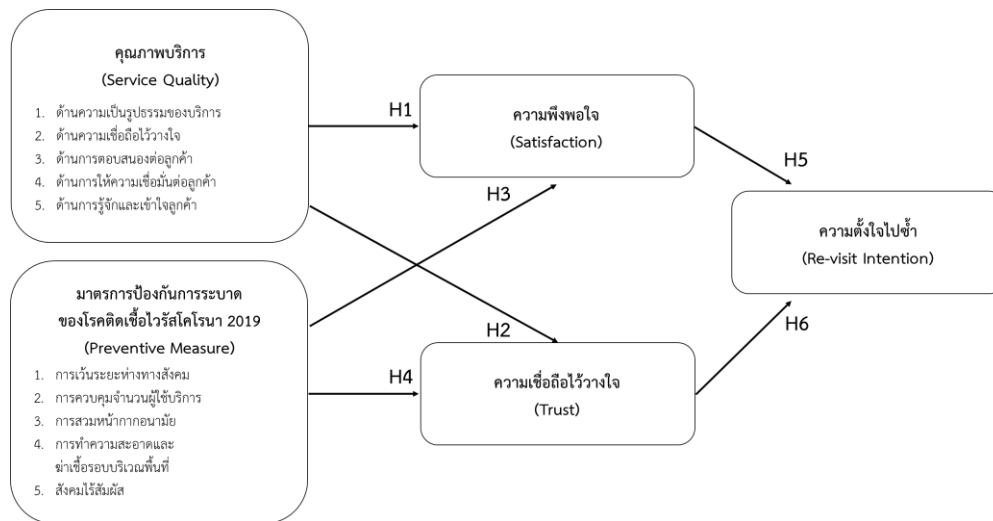 คุณภาพบริการ
(Service Quality)
1. ด้านความเป็นรูปธรรมของบริการ
2. ด้านความเชื่อถือไว้วางใจ
3. ด้านการตอบสนองต่อลูกค้า
4. ด้านการให้ความเชื่อมั่นต่อลูกค้า
5. ด้านการรู้จักและเข้าใจลูกค้า
มาตรการป้องกันการระบาด
ของโรคติดเชื้อไวรัสโคโรนา 2019
(Preventive Measure)
1. การเว้นระยะห่างทางสังคม
2. การควบคุมจำนวนผู้ใช้บริการ
3. การสวมหน้ากากอนามัย
4. การทำความสะอาดและ
ฆ่าเชื้อรอบบริเวณพื้นที่
5. สังคมไร้สัมผัส
H1
H3
H2
H4
ความพึงพอใจ
(Satisfaction)
ความเชื่อถือไว้วางใจ
(Trust)
H5
H6
ความตั้งใจไปซ้ำ
(Re-visit Intention)